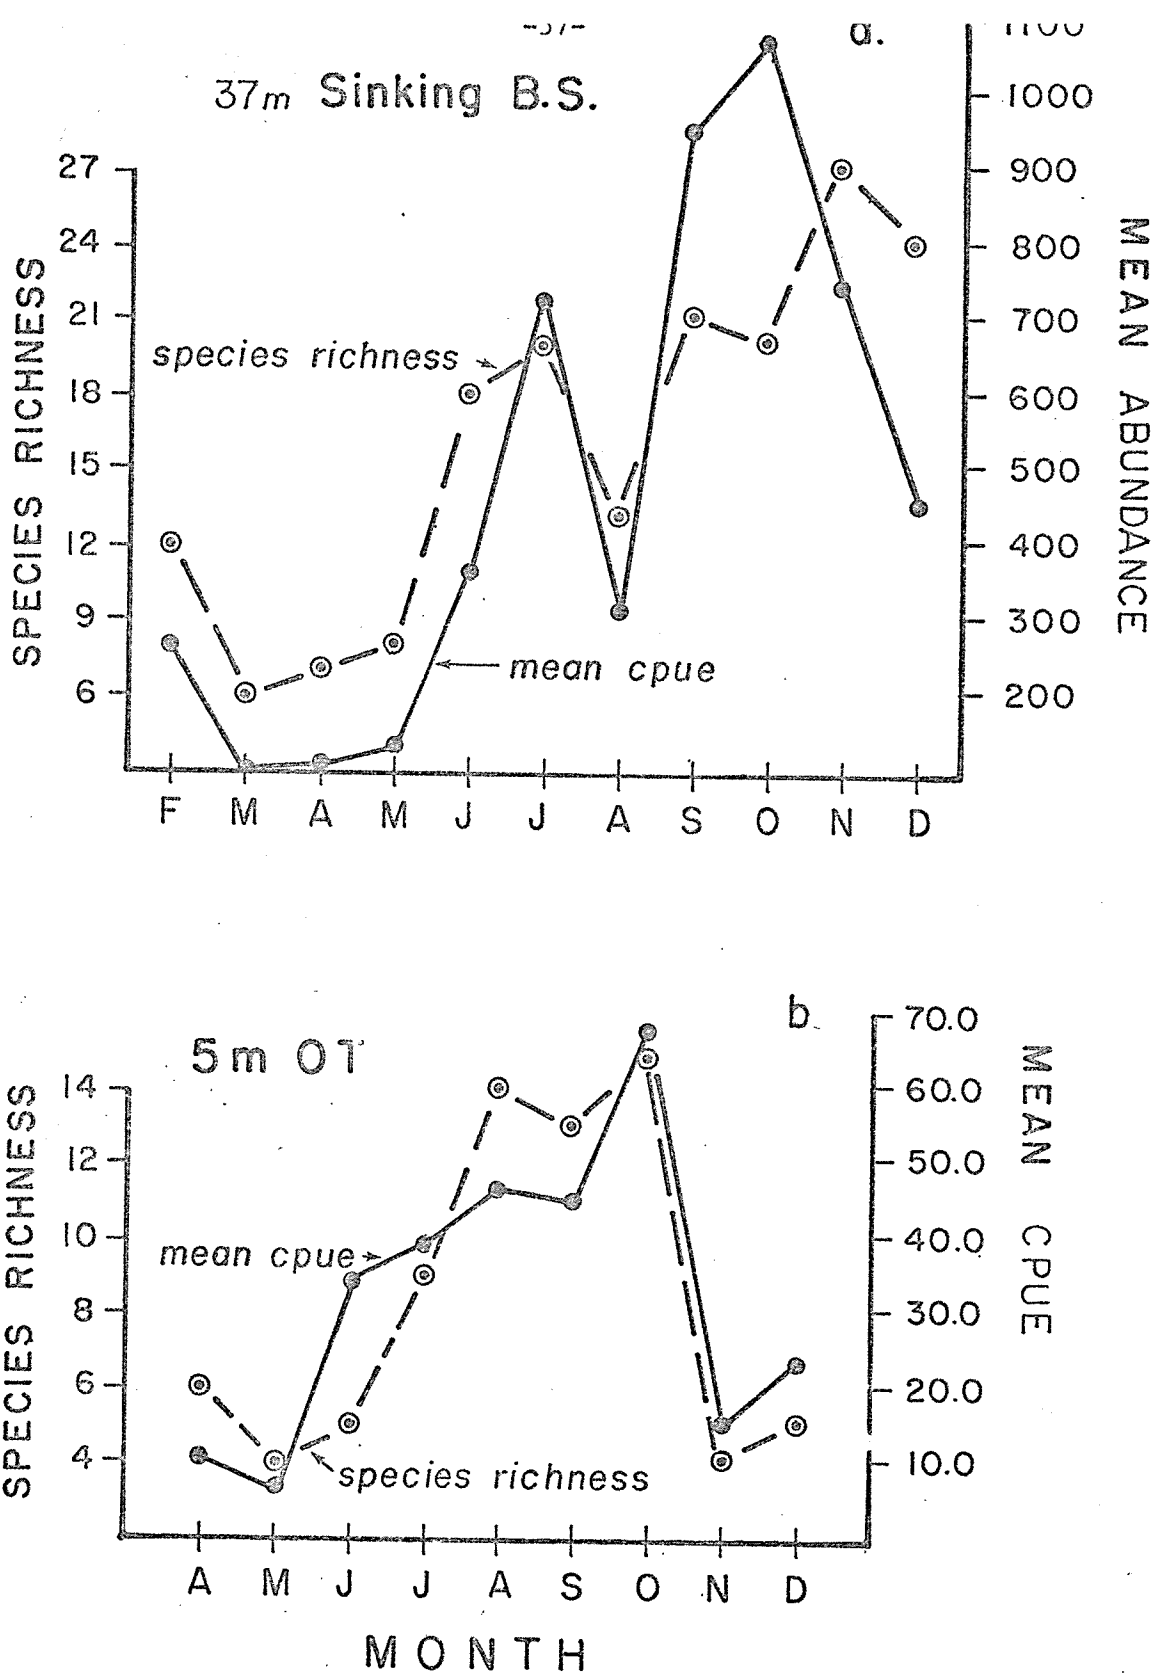 a.
37m Sinking B.S.
SPECIES RICHNESS
27
24
21
18
15
12
9
6
species richness
mean cpue
1000
900
800
700
600
500
400
300
200
MEAN ABUNDANCE
F M A M J J A S O N D
b.
5m OT
SPECIES RICHNESS
14
12
10
8
6
4
mean cpue
species richness
70.0
60.0
50.0
40.0
30.0
20.0
10.0
MEAN CPUE
A M J J A S O N D
MONTH